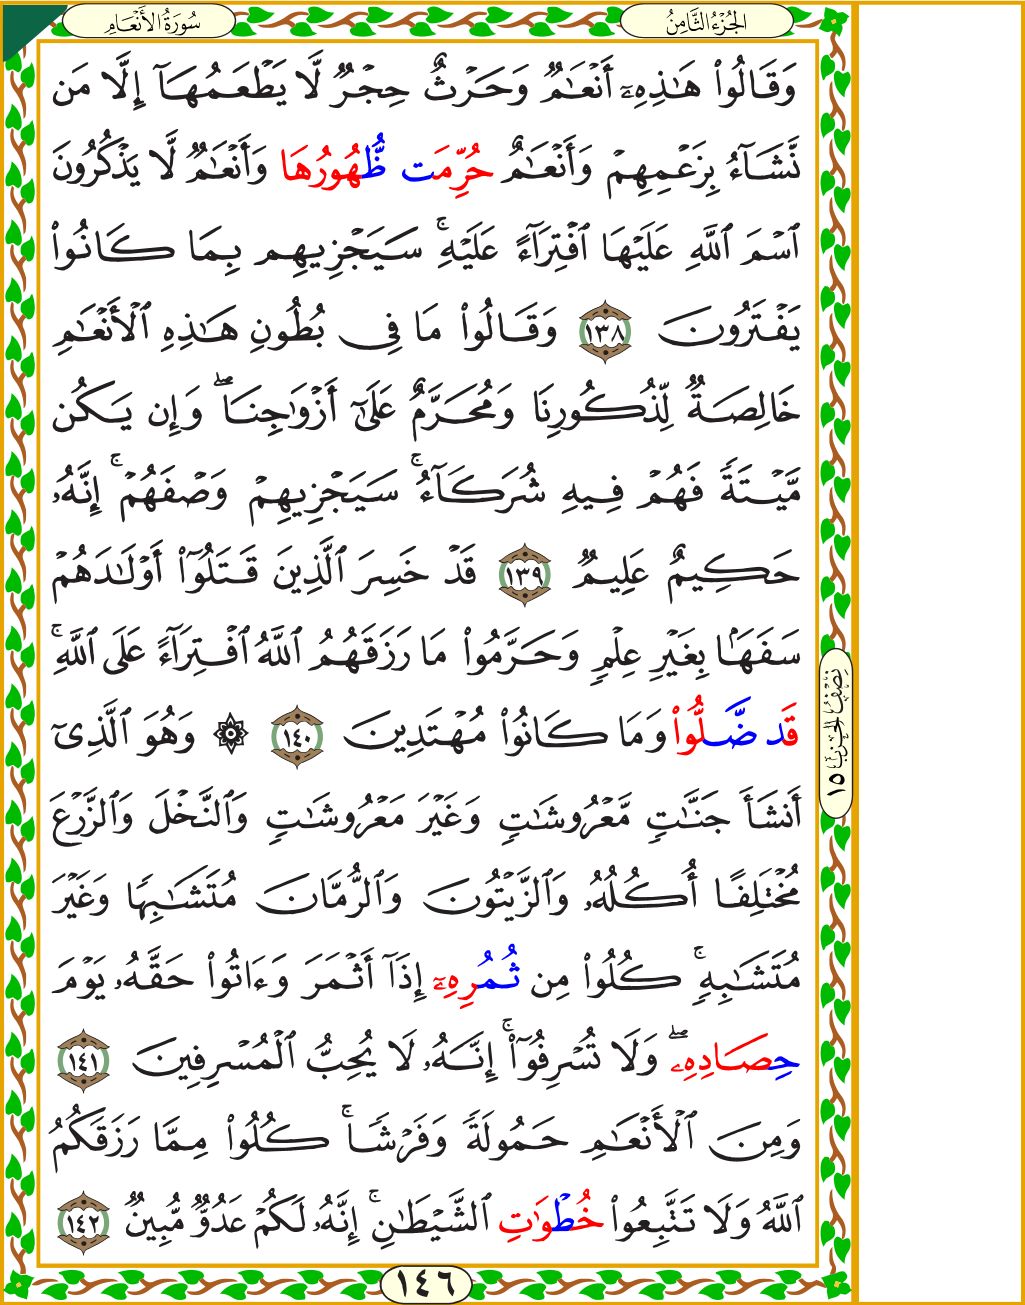 الجُزْءُ الثَّامِنُ
سُورَةُ الأَنْعَامِ
وَقَالُوا۟ هَٰذِهِۦٓ أَنْعَٰمٌ وَحَرْثٌ حِجْرٌ لَّا يَطْعَمُهَآ إِلَّا مَن
نَّشَآءُ بِزَعْمِهِمْ وَأَنْعَٰمٌ حُرِّمَت ظُّهُورُهَا وَأَنْعَٰمٌ لَّا يَذْكُرُونَ
ٱسْمَ ٱللَّهِ عَلَيْهَا ٱفْتِرَآءً عَلَيْهِ ۚ سَيَجْزِيهِم بِمَا كَانُوا۟
يَفْتَرُونَ ١٣٨ وَقَالُوا۟ مَا فِى بُطُونِ هَٰذِهِ ٱلْأَنْعَٰمِ
خَالِصَةٌ لِّذُكُورِنَا وَمُحَرَّمٌ عَلَىٰٓ أَزْوَٰجِنَا ۖ وَإِن يَكُن
مَّيْتَةً فَهُمْ فِيهِ شُرَكَآءُ ۚ سَيَجْزِيهِمْ وَصْفَهُمْ ۚ إِنَّهُۥ
حَكِيمٌ عَلِيمٌ ١٣٩ قَدْ خَسِرَ ٱلَّذِينَ قَتَلُوٓا۟ أَوْلَٰدَهُمْ
سَفَهًۢا بِغَيْرِ عِلْمٍ وَحَرَّمُوا۟ مَا رَزَقَهُمُ ٱللَّهُ ٱفْتِرَآءً عَلَى ٱللَّهِ ۚ
قَد ضَّلُّوا۟ وَمَا كَانُوا۟ مُهْتَدِينَ ١٤٠ ۞ وَهُوَ ٱلَّذِىٓ
أَنشَأَ جَنَّٰتٍ مَّعْرُوشَٰتٍ وَغَيْرَ مَعْرُوشَٰتٍ وَٱلنَّخْلَ وَٱلزَّرْعَ
مُخْتَلِفًا أُكُلُهُۥ وَٱلزَّيْتُونَ وَٱلرُّمَّانَ مُتَشَٰبِهًا وَغَيْرَ
مُتَشَٰبِهٍ ۚ كُلُوا۟ مِن ثُمُرِهِۦٓ إِذَآ أَثْمَرَ وَءَاتُوا۟ حَقَّهُۥ يَوْمَ
حِصَادِهِۦ ۖ وَلَا تُسْرِفُوٓا۟ ۚ إِنَّهُۥ لَا يُحِبُّ ٱلْمُسْرِفِينَ ١٤١
وَمِنَ ٱلْأَنْعَٰمِ حَمُولَةً وَفَرْشًا ۚ كُلُوا۟ مِمَّا رَزَقَكُمُ
ٱللَّهُ وَلَا تَتَّبِعُوا۟ خُطْوَٰتِ ٱلشَّيْطَٰنِ ۚ إِنَّهُۥ لَكُمْ عَدُوٌّ مُّبِينٌ ١٤٢
نِصْفُ الحِزْبِ ١٥
١٤٦